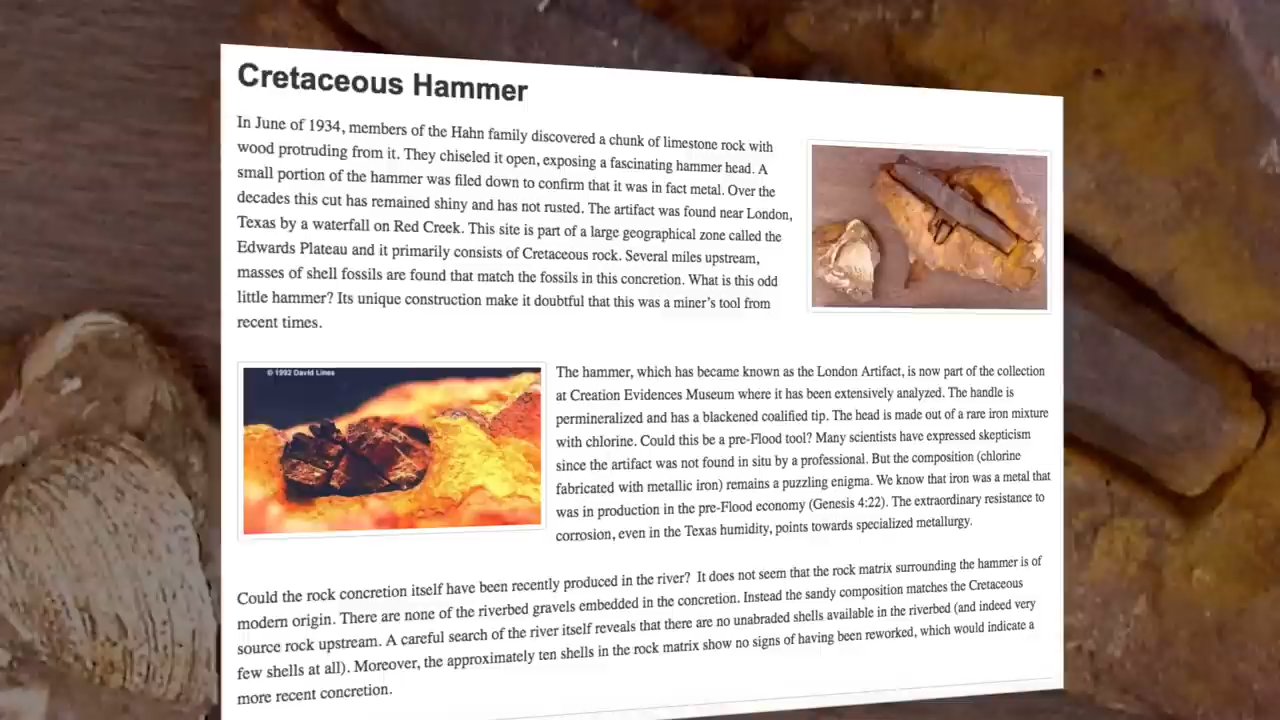 Cretaceous Hammer
In June of 1934, members of the Hahn family discovered a chunk of limestone rock with
wood protruding from it. They chiseled it open, exposing a fascinating hammer head. A
small portion of the hammer was filed down to confirm that it was in fact metal. Over the
decades this cut has remained shiny and has not rusted. The artifact was found near London,
Texas by a waterfall on Red Creek. This site is part of a large geographical zone called the
Edwards Plateau and it primarily consists of Cretaceous rock. Several miles upstream,
masses of shell fossils are found that match the fossils in this concretion. What is this odd
little hammer? Its unique construction make it doubtful that this was a miner's tool from
recent times.
© 1992 David Lines
The hammer, which has became known as the London Artifact, is now part of the collection
at Creation Evidences Museum where it has been extensively analyzed. The handle is
permineralized and has a blackened coalified tip. The head is made out of a rare iron mixture
with chlorine. Could this be a pre-Flood tool? Many scientists have expressed skepticism
since the artifact was not found in situ by a professional. But the composition (chlorine
fabricated with metallic iron) remains a puzzling enigma. We know that iron was a metal that
was in production in the pre-Flood economy (Genesis 4:22). The extraordinary resistance to
corrosion, even in the Texas humidity, points towards specialized metallurgy.
Could the rock concretion itself have been recently produced in the river? It does not seem that the rock matrix surrounding the hammer is of
modern origin. There are none of the riverbed gravels embedded in the concretion. Instead the sandy composition matches the Cretaceous
source rock upstream. A careful search of the river itself reveals that there are no unabraded shells available in the riverbed (and indeed very
few shells at all). Moreover, the approximately ten shells in the rock matrix show no signs of having been reworked, which would indicate a
more recent concretion.